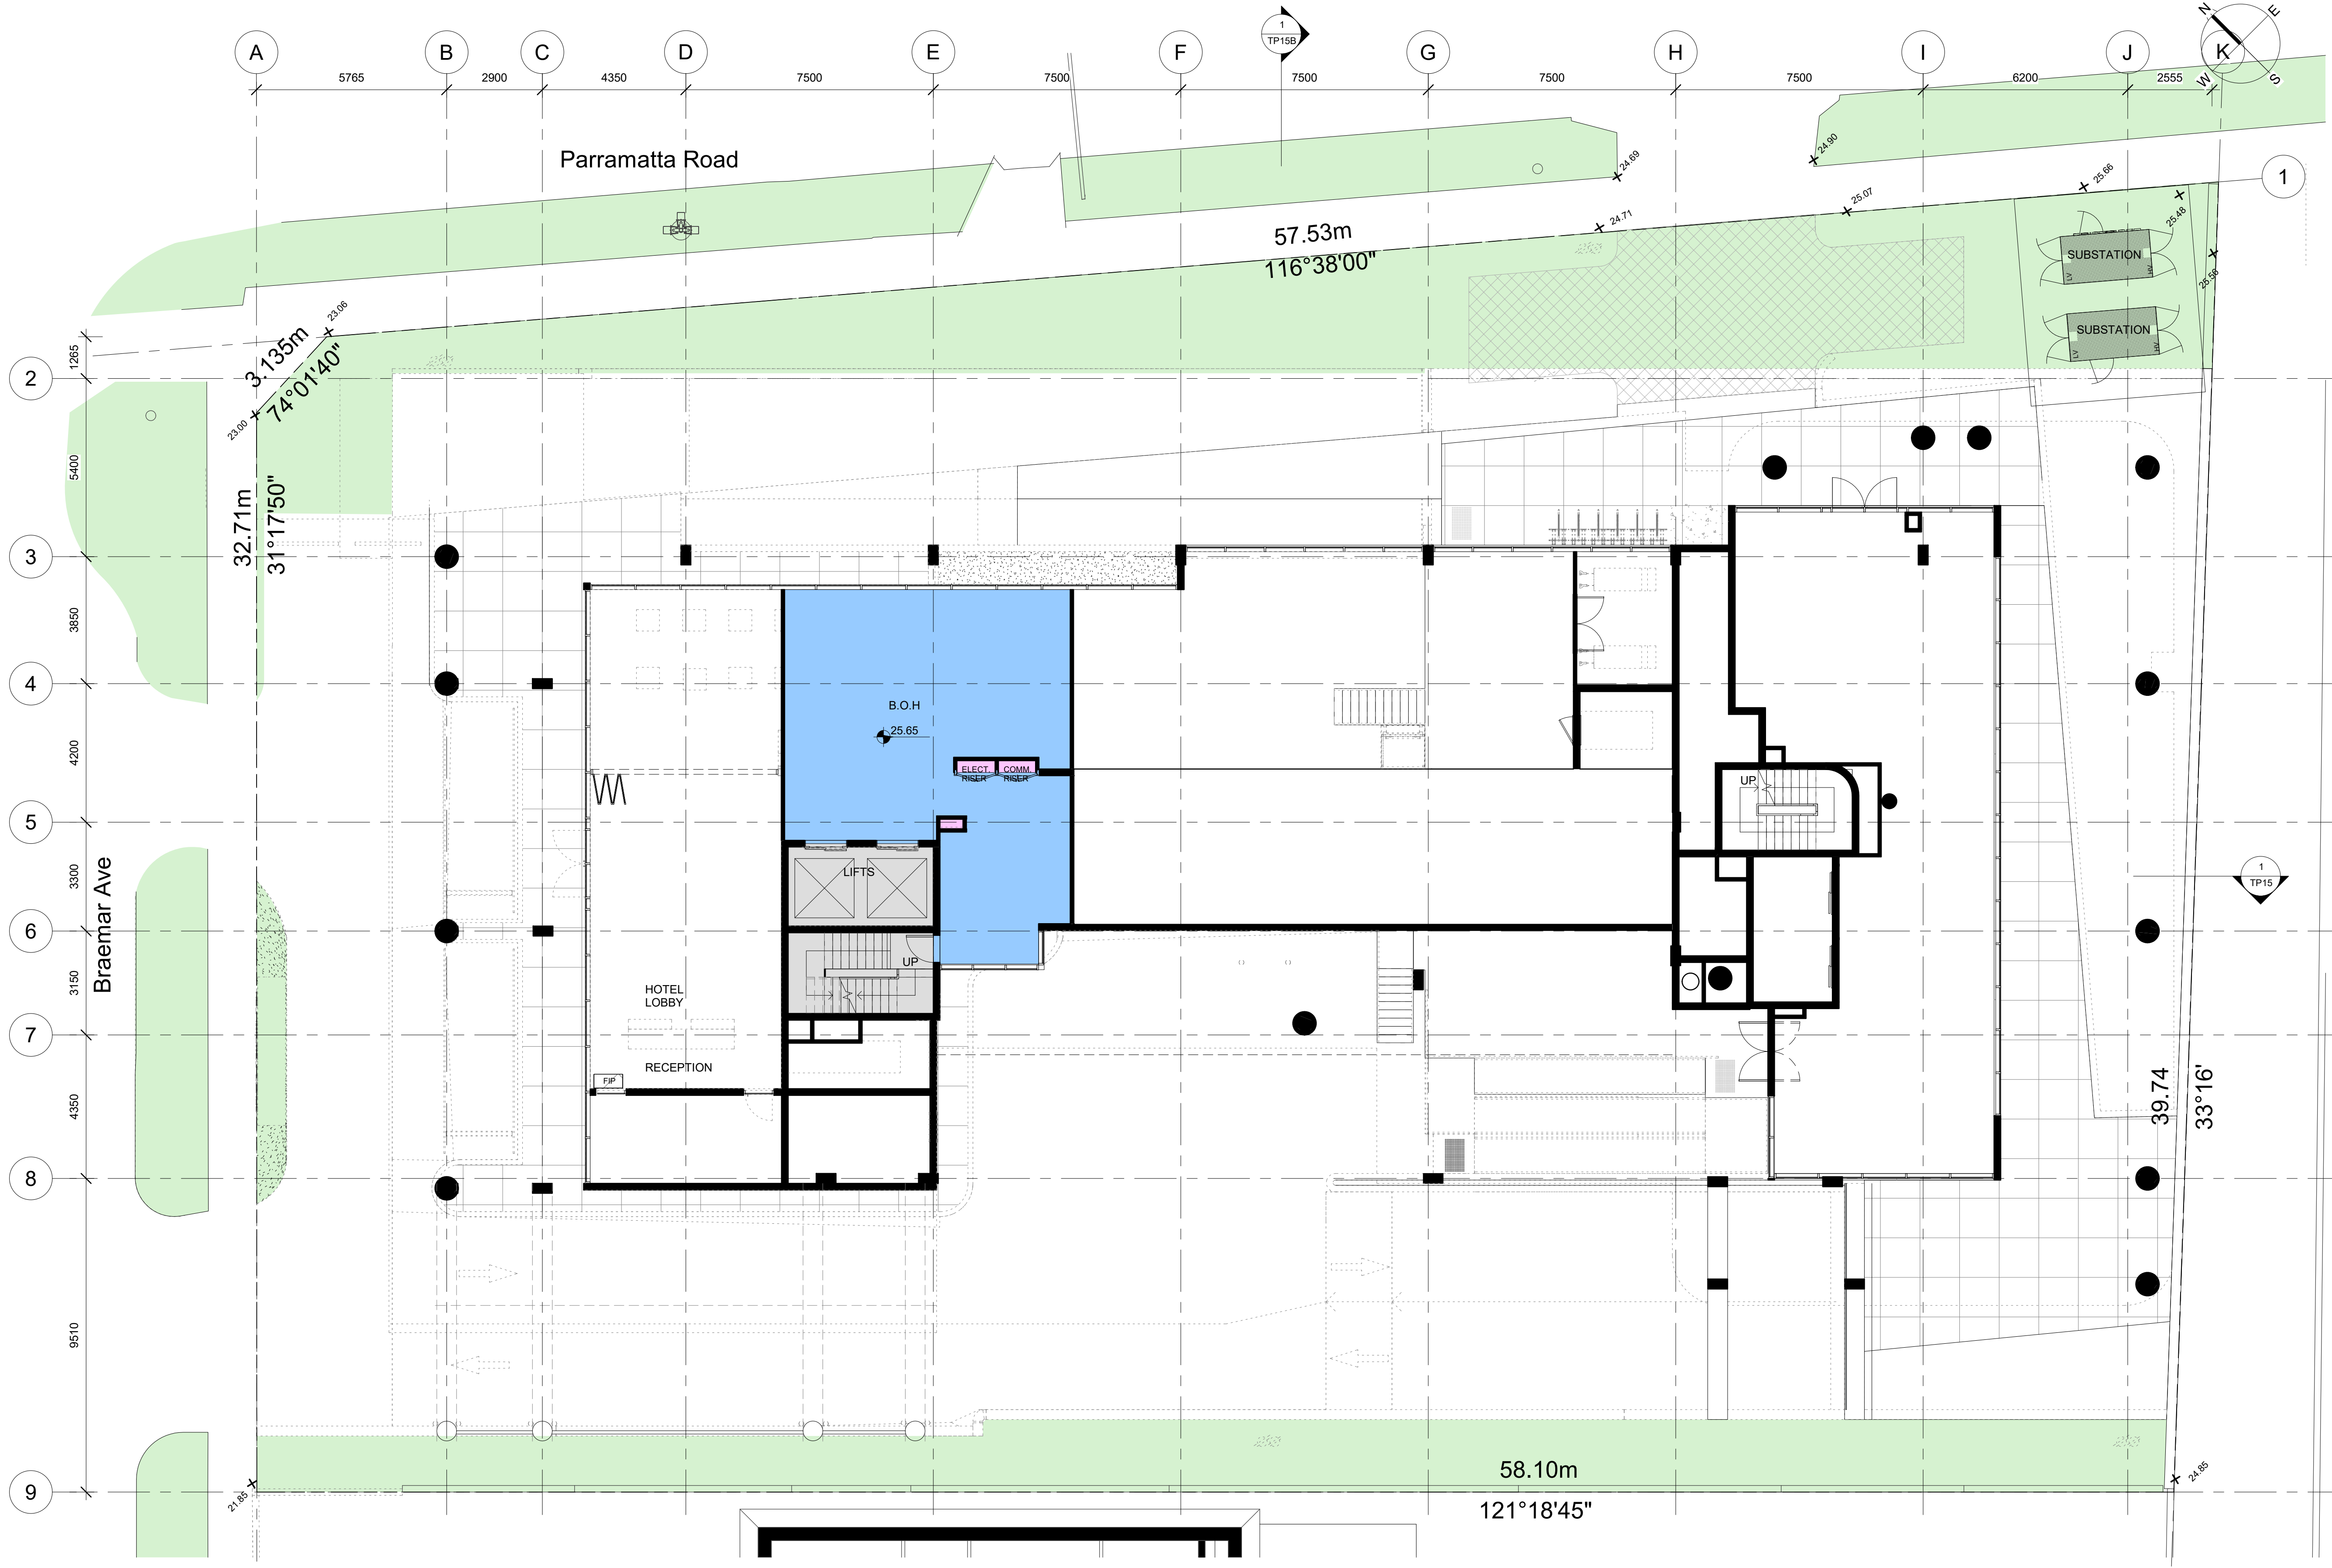 1
TP15B
N
E
S
W
A
B
C
D
E
F
G
H
I
J
K
5765
2900
4350
7500
7500
7500
7500
7500
6200
2555
Parramatta Road
24.69
24.90
25.66
25.07
24.71
25.48
25.56
1
57.53m
116°38'00"
SUBSTATION
LV
HV
SUBSTATION
LV
HV
23.06
3.135m
74°01'40"
23.00
1265
2
5400
32.71m
31°17'50"
3
3850
4
B.O.H
25.65
4200
ELECT.
RISER
COMM.
RISER
UP
5
3300
LIFTS
Braemar Ave
1
TP15
6
UP
3150
HOTEL
LOBBY
7
RECEPTION
FIP
4350
39.74
33°16'
8
9510
58.10m
121°18'45"
9
21.85
24.85